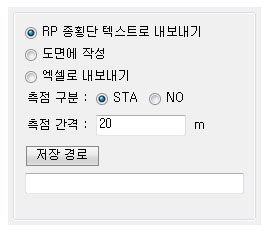 RP 종횡단 텍스트로 내보내기
도면에 작성
엑셀로 내보내기
측점 구분 : STA NO
측점 간격 : 20 m
저장 경로